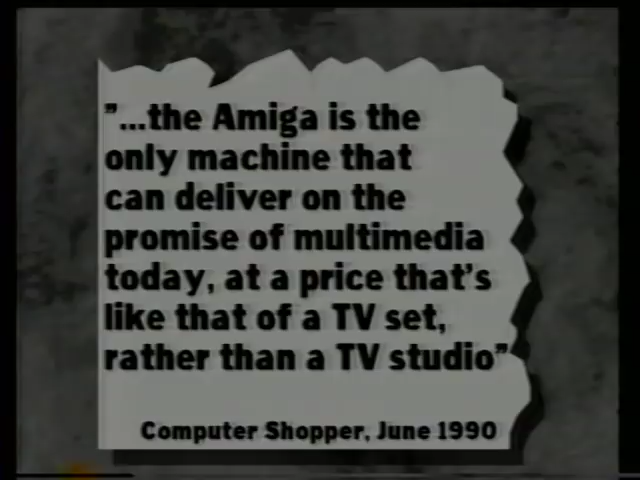 "...the Amiga is the
only machine that
can deliver on the
promise of multimedia
today, at a price that's
like that of a TV set,
rather than a TV studio"
Computer Shopper, June 1990